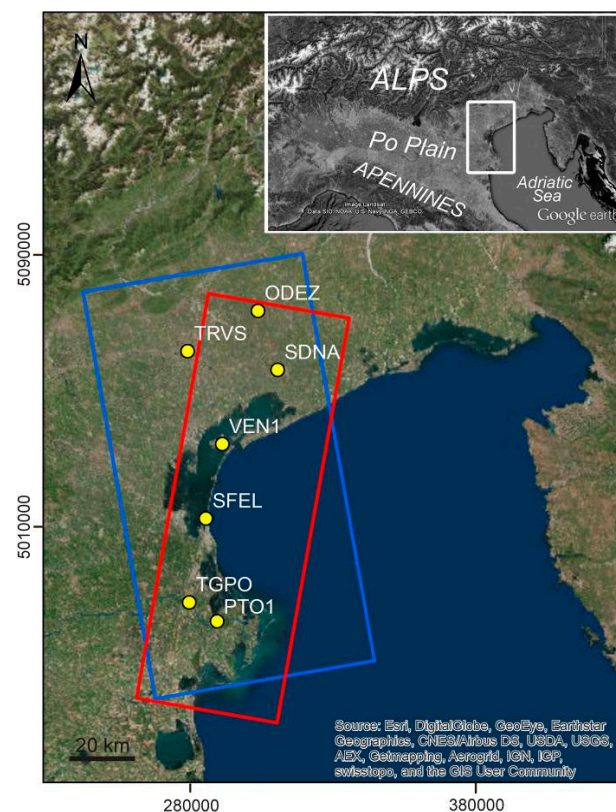 N
ALPS
Po Plain
APENNINES
Adriatic
Sea
Image Landsat
Data SIO, NOAA, U.S. Navy, NGA, GEBCO
Google earth
5090000
ODEZ
TRVS
SDNA
VEN1
5010000
SFEL
TGPO
PTO1
20 km
Source: Esri, DigitalGlobe, GeoEye, Earthstar
Geographics, CNES/Airbus DS, USDA, USGS,
AEX, Getmapping, Aerogrid, IGN, IGP,
swisstopo, and the GIS User Community
280000
380000